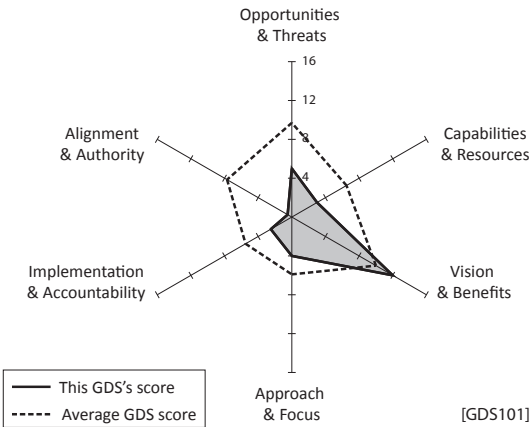 Opportunities
& Threats
16
12
8
4
Alignment
& Authority
Capabilities
& Resources
Implementation
& Accountability
Vision
& Benefits
Approach
& Focus
This GDS's score
Average GDS score
[GDS101]